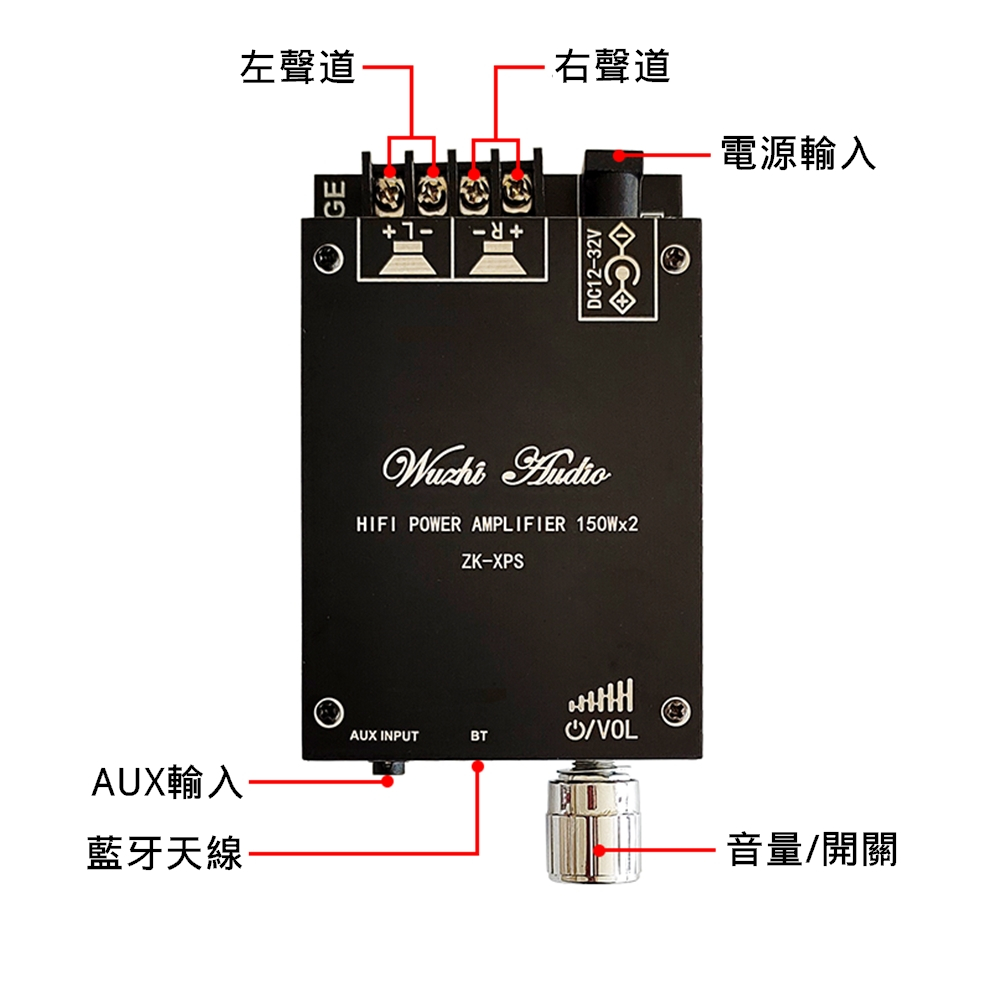 左聲道
右聲道
電源輸入
GE
+L-
+R-
DC12-32V
Wuzhi Audio
HIFI POWER AMPLIFIER 150Wx2
ZK-XPS
/VOL
AUX INPUT
BT
AUX輸入
藍牙天線
音量/開關